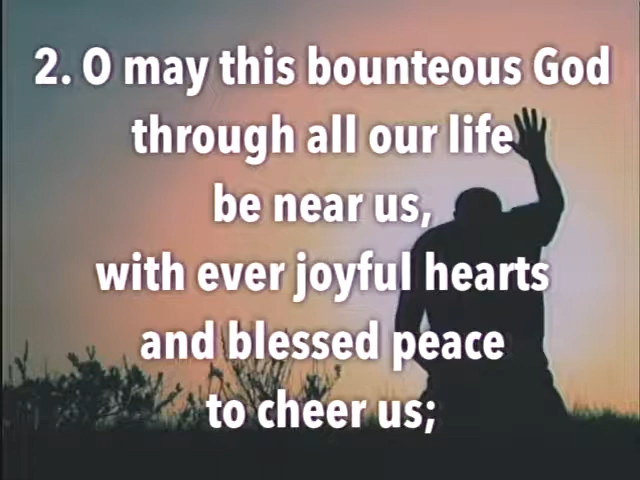 2. O may this bounteous God
through all our life
be near us,
with ever joyful hearts
and blessed peace
to cheer us;